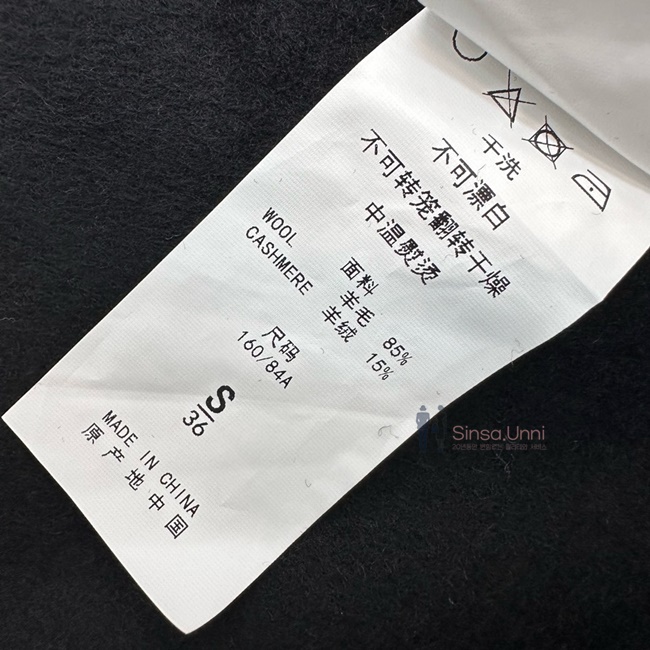 干洗
不可漂白
不可转笼翻转干燥
中温熨烫
面料
WOOL 羊毛 85%
CASHMERE 羊绒 15%
尺码
160/84A
S
36
MADE IN CHINA
原产地中国
Sinsa.Unni